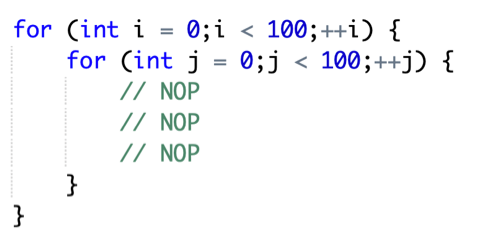 for (int i = 0;i < 100;++i) {
    for (int j = 0;j < 100;++j) {
        // NOP
        // NOP
        // NOP
    }
}